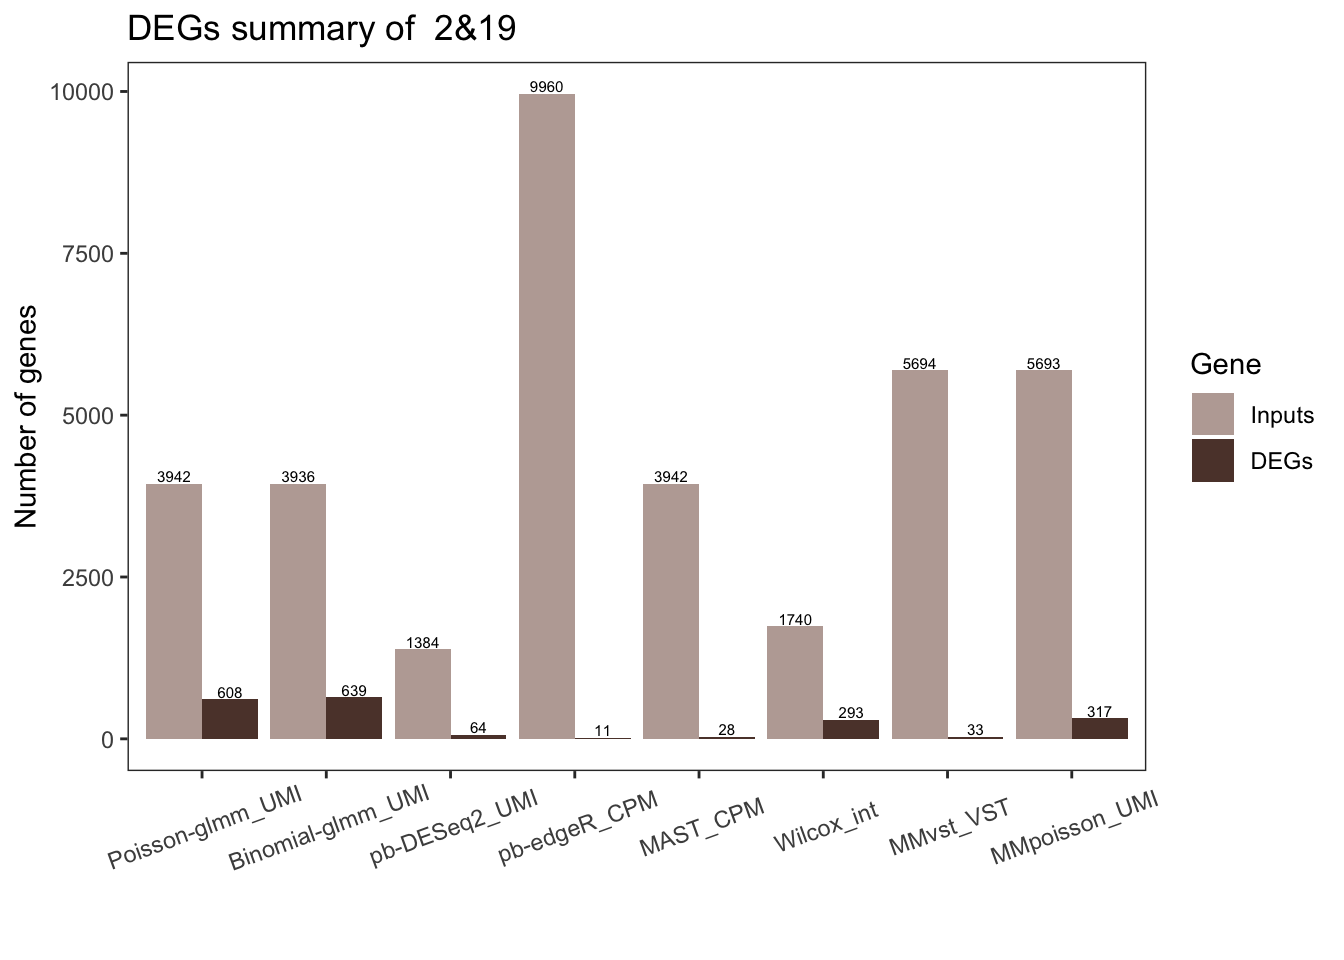 DEGs summary of  2&19
Number of genes
10000
7500
5000
2500
0
3942
608
3936
639
1384
64
9960
11
3942
28
1740
293
5694
33
5693
317
Poisson-glmm_UMI
Binomial-glmm_UMI
pb-DESeq2_UMI
pb-edgeR_CPM
MAST_CPM
Wilcox_int
MMvst_VST
MMpoisson_UMI
Gene
Inputs
DEGs